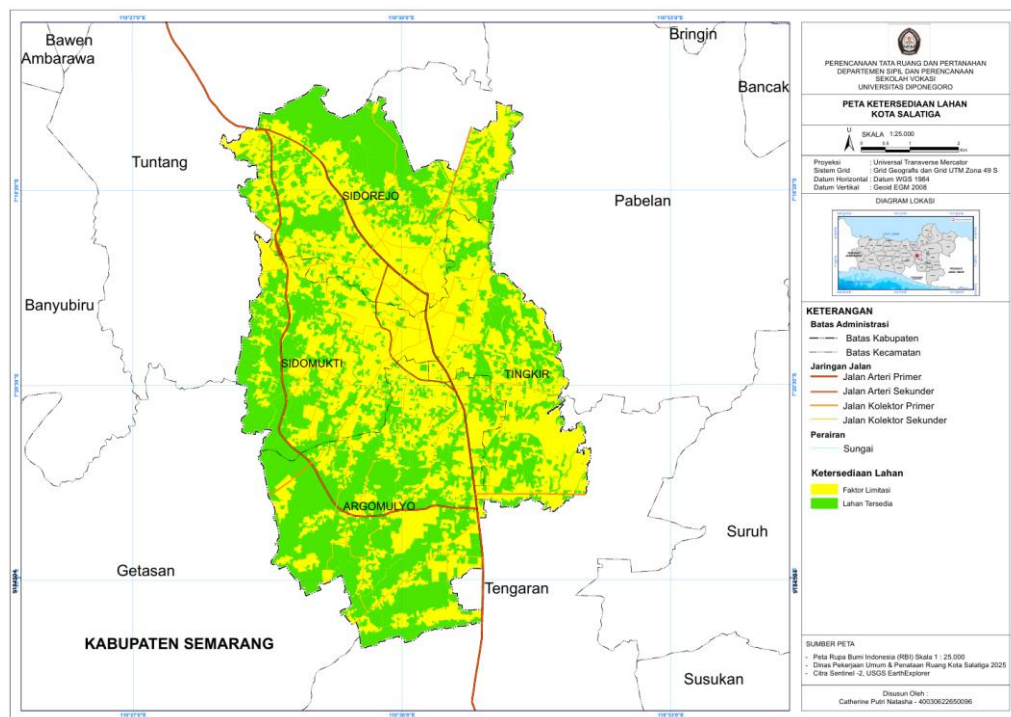 Bawen
Ambarawa
Bringin
Bancak
Tuntang
Pabelan
SIDOREJO
Banyubiru
SIDOMUKTI
TINGKIR
ARGOMULYO
Suruh
Getasan
Tengaran
KABUPATEN SEMARANG
Susukan
PERENCANAAN TATA RUANG DAN PERTANAHAN
DEPARTEMEN SIPIL DAN PERENCANAAN
SEKOLAH VOKASI
UNIVERSITAS DIPONEGORO
PETA KETERSEDIAAN LAHAN
KOTA SALATIGA
U
SKALA 1:25.000
Proyeksi : Universal Transverse Mercator
Sistem Grid : Grid Geografis dan Grid UTM Zona 49 S
Datum Horizontal : Datum WGS 1984
Datum Vertikal : Geoid EGM 2008
DIAGRAM LOKASI
KETERANGAN
Batas Administrasi
Batas Kabupaten
Batas Kecamatan
Jaringan Jalan
Jalan Arteri Primer
Jalan Arteri Sekunder
Jalan Kolektor Primer
Jalan Kolektor Sekunder
Perairan
Sungai
Ketersediaan Lahan
Faktor Limitasi
Lahan Tersedia
SUMBER PETA
- Peta Rupa Bumi Indonesia (RBI) Skala 1 : 25.000
- Dinas Pekerjaan Umum & Penataan Ruang Kota Salatiga 2025
- Citra Sentinel -2, USGS EarthExplorer
Disusun Oleh :
Catherine Putri Natasha - 40030622650096